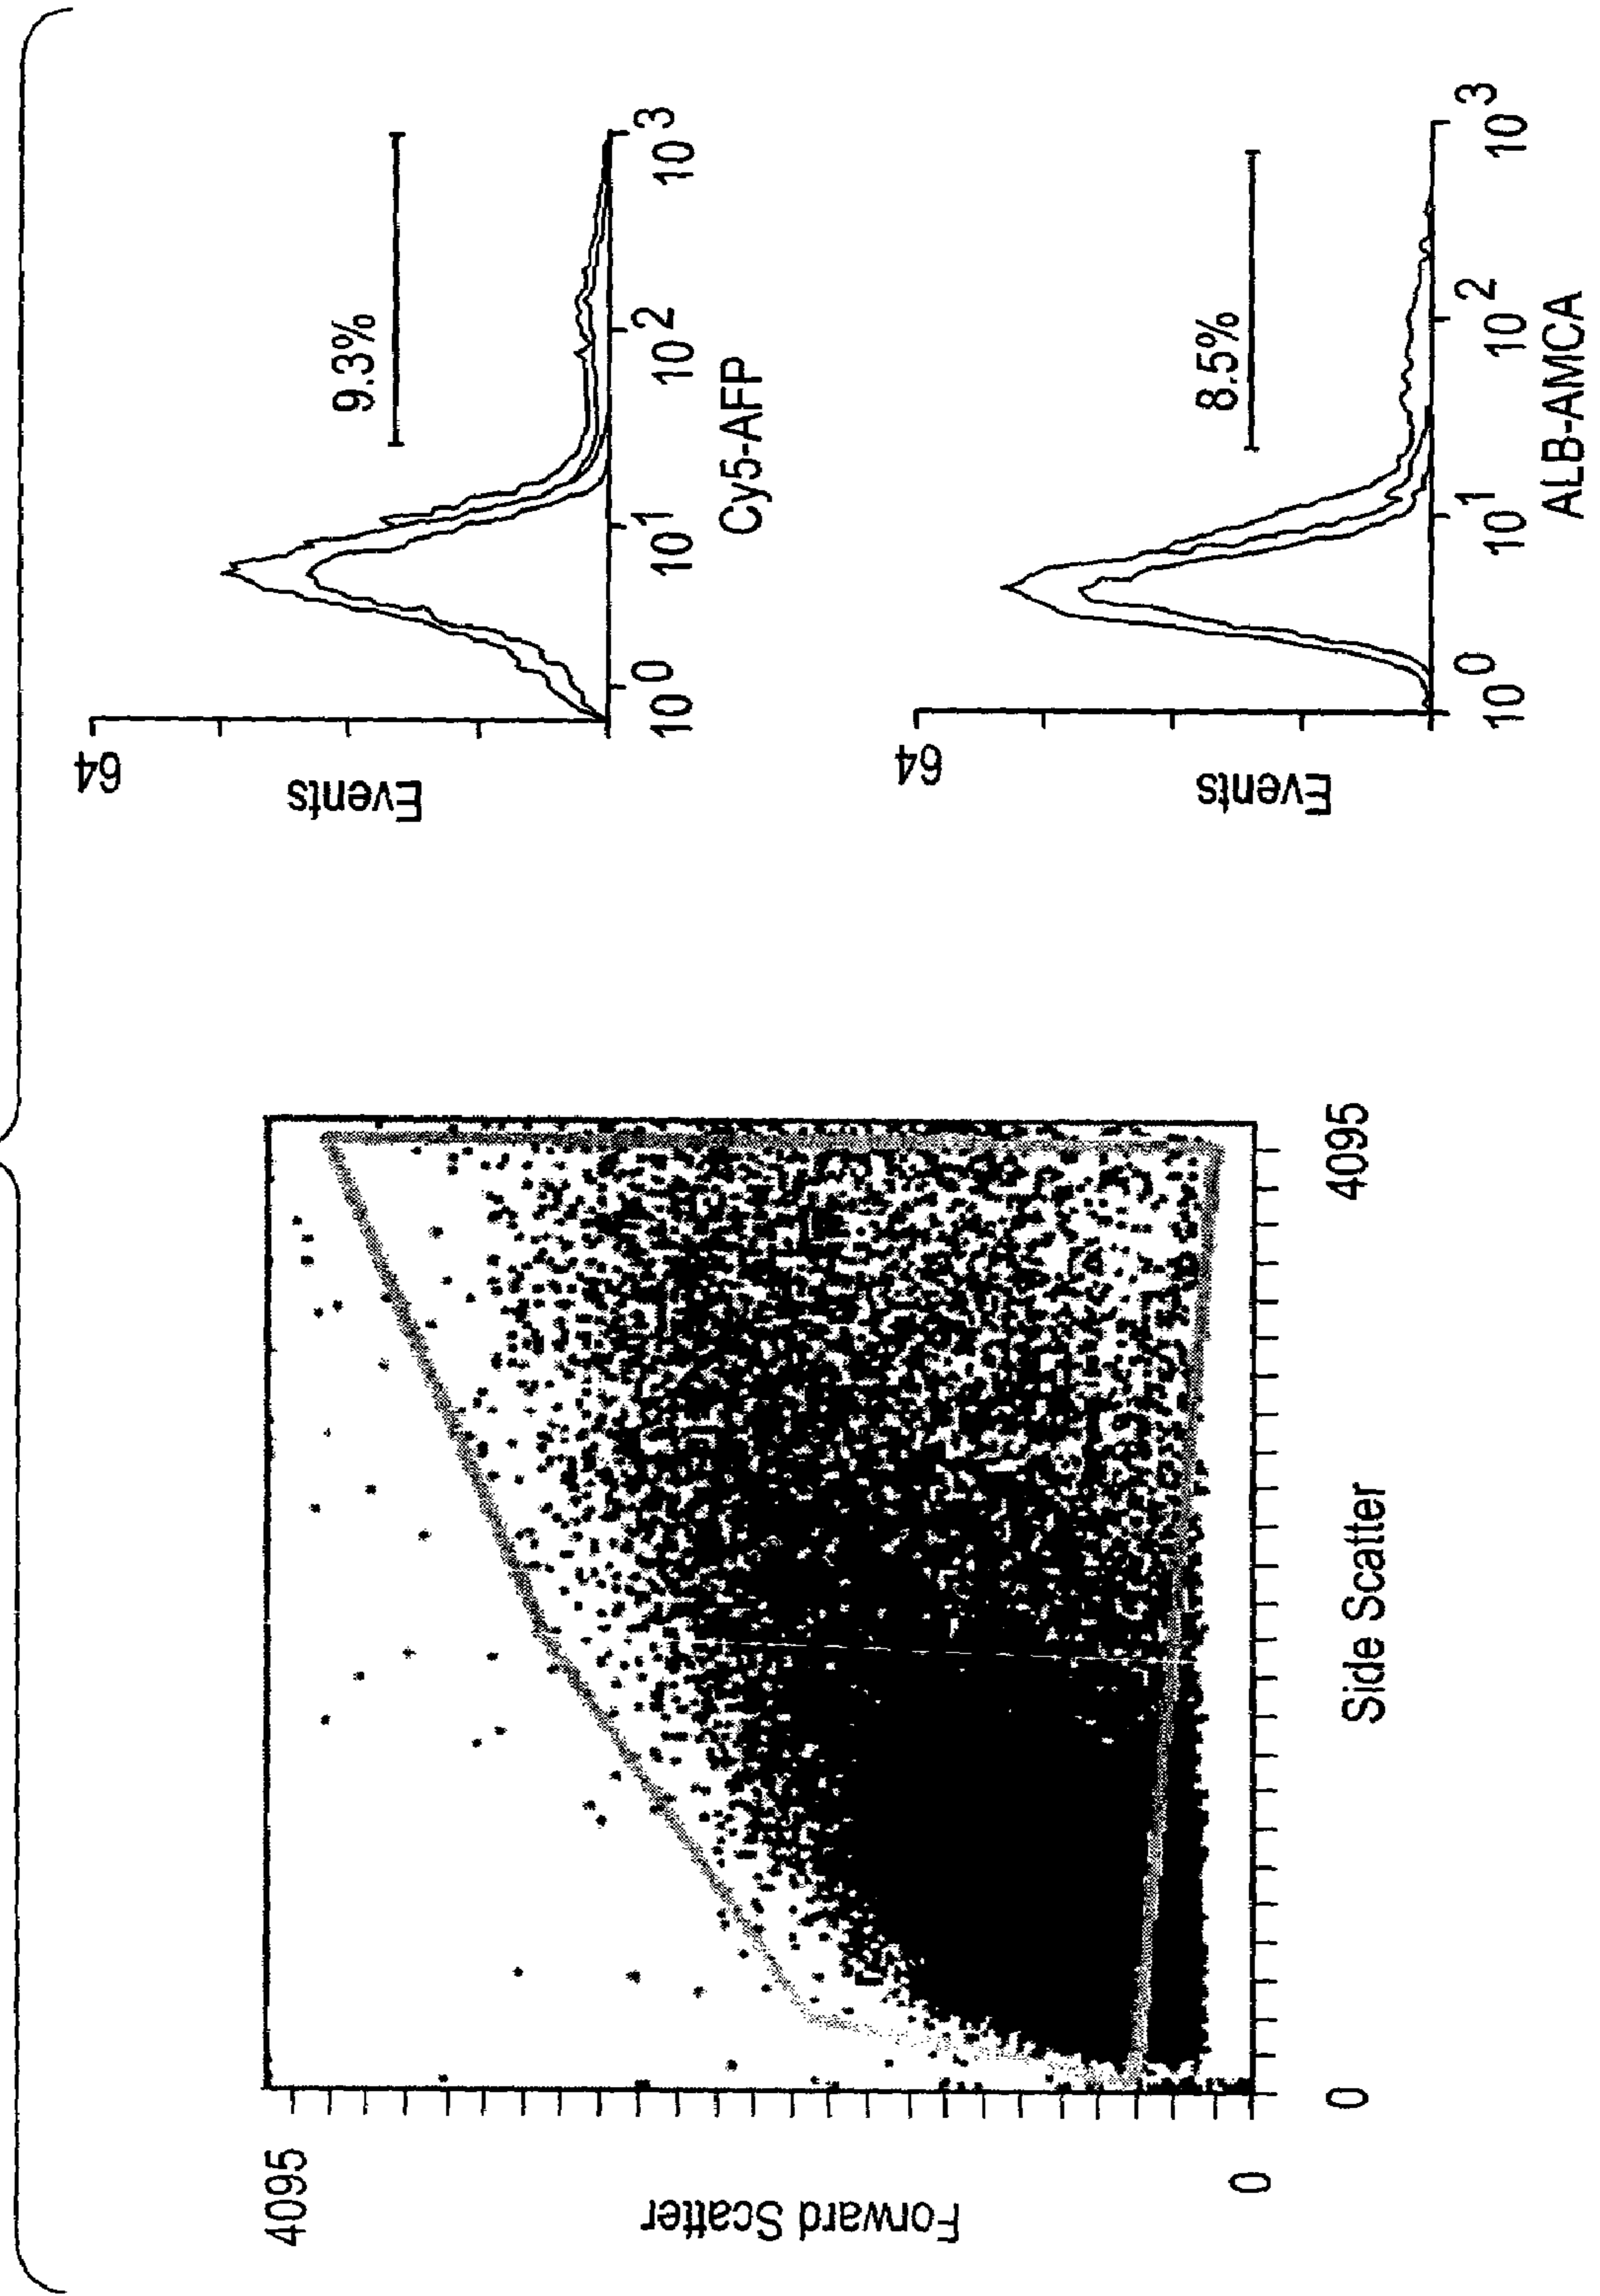 4095
Forward Scatter
0
0
4095
Side Scatter
64
Events
9.3%
10 0
10 1
10 2
10 3
Cy5-AFP
64
Events
8.5%
10 0
10 1
10 2
10 3
ALB-AMCA